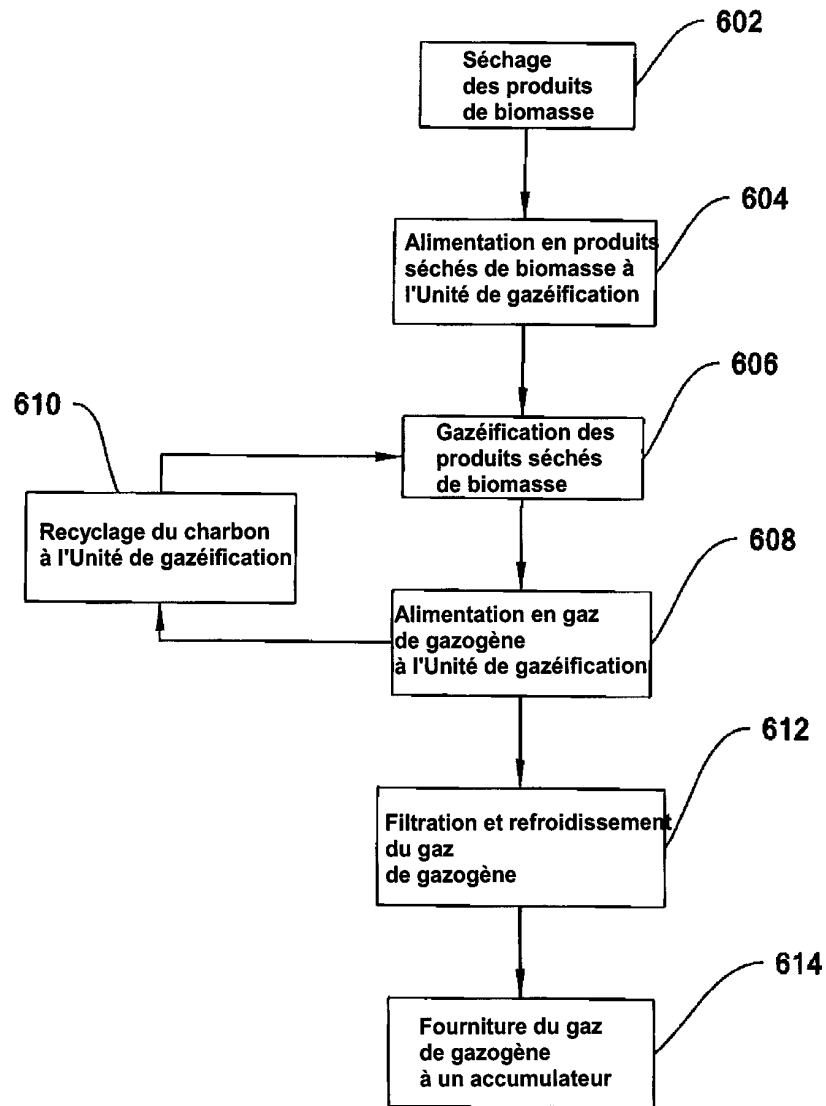 602
Séchage
des produits
de biomasse
604
Alimentation en produits
séchés de biomasse à
l'Unité de gazéification
606
Gazéification des
produits séchés
de biomasse
610
Recyclage du charbon
à l'Unité de gazéification
608
Alimentation en gaz
de gazogène
à l'Unité de gazéification
612
Filtration et refroidissement
du gaz
de gazogène
614
Fourniture du gaz
de gazogène
à un accumulateur